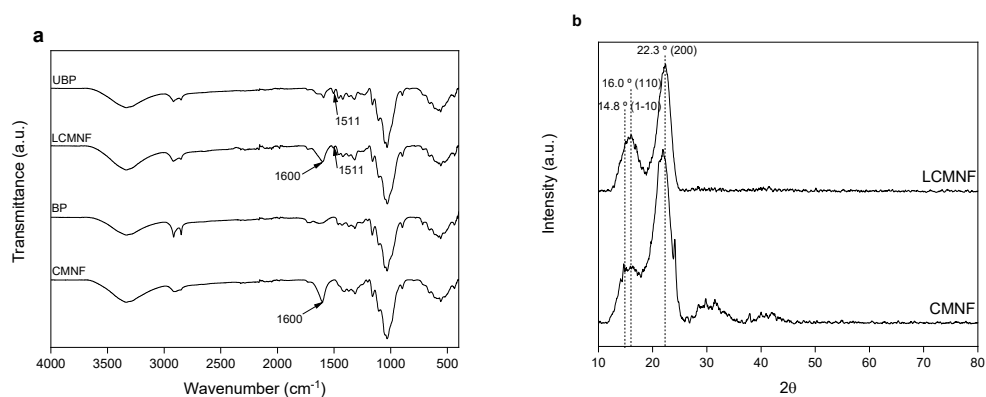 a
UBP
1511
LCMNF
1600
1511
BP
CMNF
1600
Transmittance (a.u.)
4000 3500 3000 2500 2000 1500 1000 500
Wavenumber (cm⁻¹)
b
22.3 º (200)
16.0 º (110)
14.8 º (1-10)
LCMNF
CMNF
Intensity (a.u.)
10 20 30 40 50 60 70 80
2θ